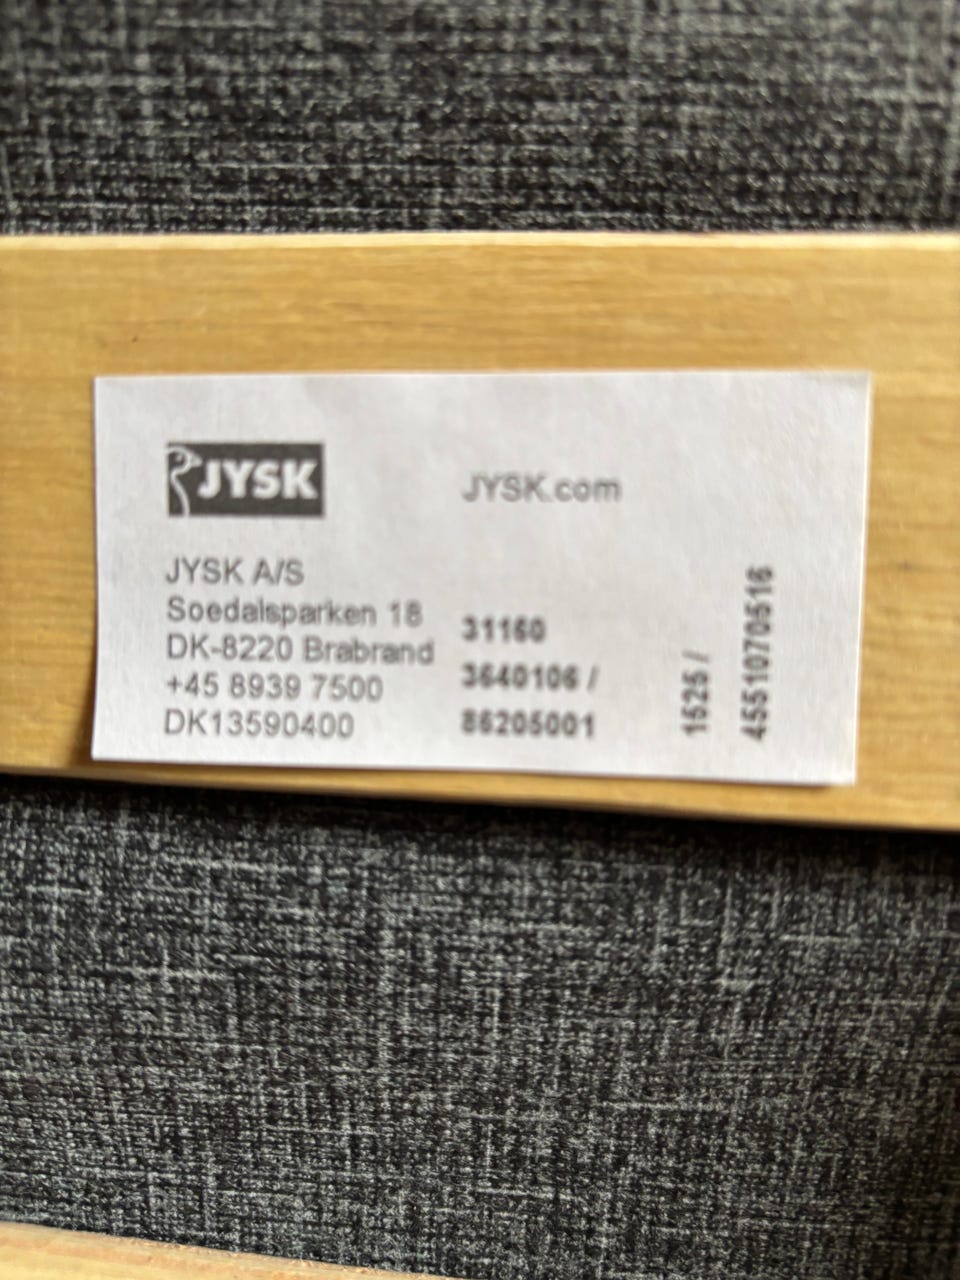 JYSK
JYSK.com
JYSK A/S
Soedalsparken 18
DK-8220 Brabrand
+45 8939 7500
DK13590400
31160
3640106 /
86205001
1525 /
4551070516